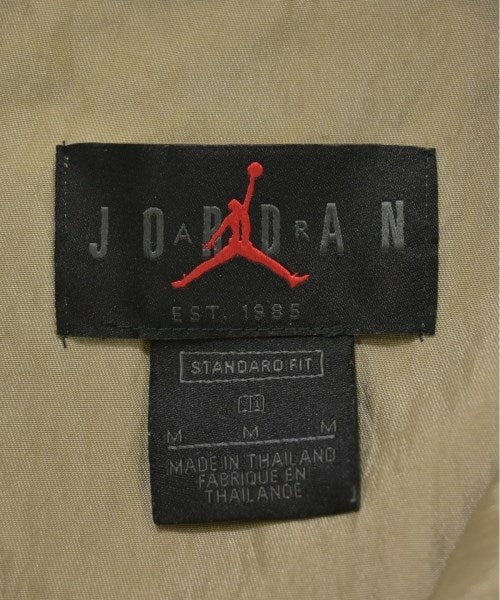 JORDAN
AIR
EST. 1985
STANDARD FIT
M M M
MADE IN THAILAND
FABRIQUE EN
THAILANDE